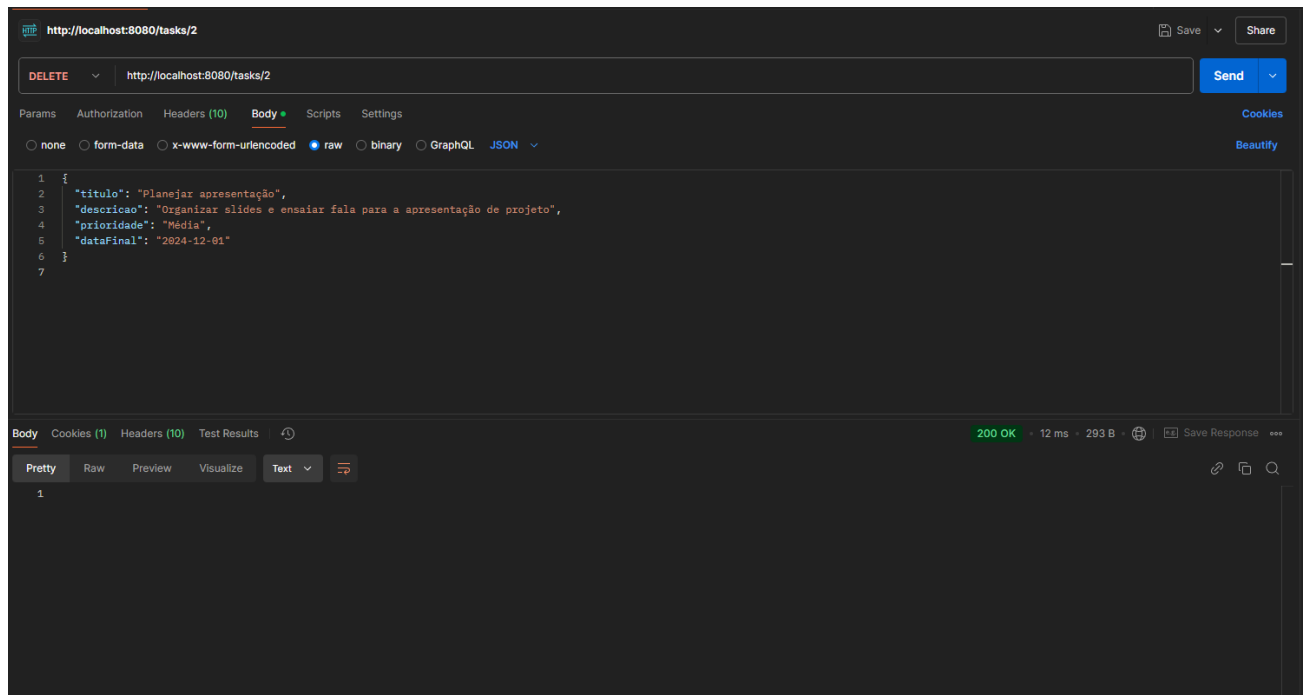 HTTP http://localhost:8080/tasks/2 Save Share
DELETE http://localhost:8080/tasks/2 Send
Params Authorization Headers (10) Body Scripts Settings Cookies
none form-data x-www-form-urlencoded raw binary GraphQL JSON Beautify
1 {
2 "titulo": "Planejar apresentação",
3 "descricao": "Organizar slides e ensaiar fala para a apresentação de projeto",
4 "prioridade": "Média",
5 "dataFinal": "2024-12-01"
6 }
7
Body Cookies (1) Headers (10) Test Results 200 OK 12 ms 293 B Save Response
Pretty Raw Preview Visualize Text
1